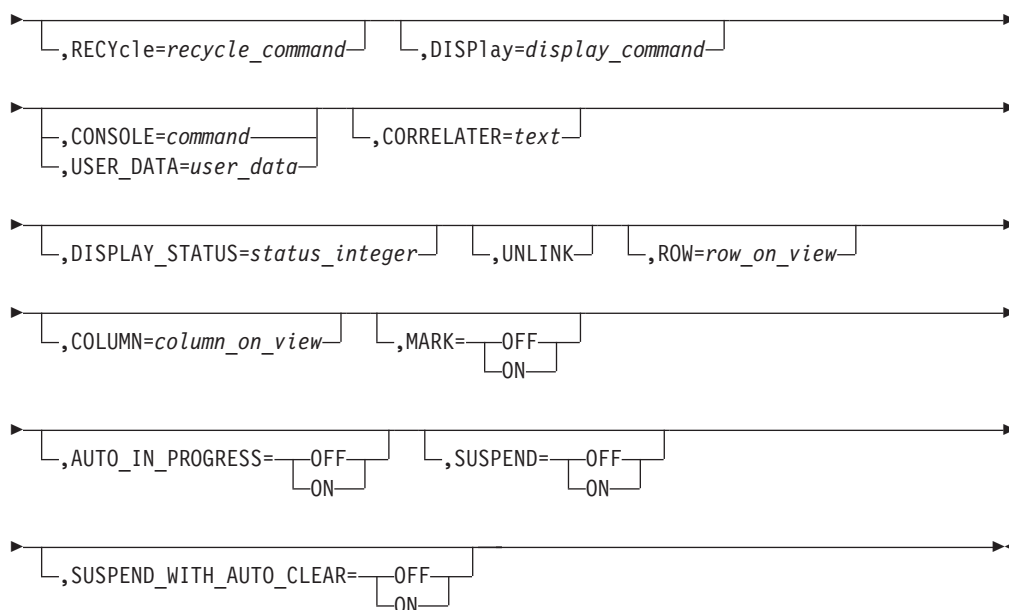 ,RECYcle=recycle_command ,DISPlay=display_command
,CONSOLE=command ,CORRELATER=text
,USER_DATA=user_data
,DISPLAY_STATUS=status_integer ,UNLINK ,ROW=row_on_view
,COLUMN=column_on_view ,MARK= OFF
ON
,AUTO_IN_PROGRESS= OFF ,SUSPEND= OFF
ON ON
,SUSPEND_WITH_AUTO_CLEAR= OFF
ON